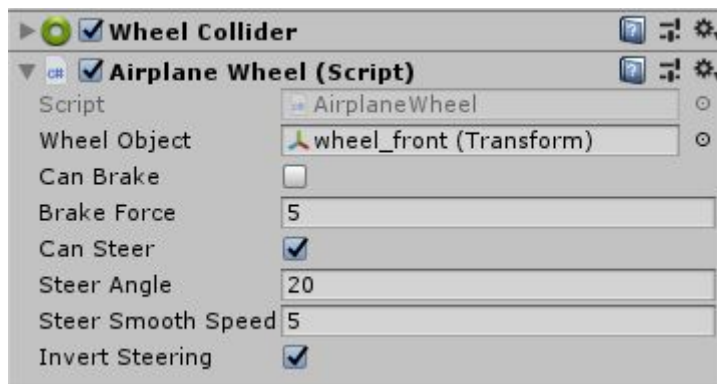 Wheel Collider
c# Airplane Wheel (Script)
Script AirplaneWheel
Wheel Object wheel_front (Transform)
Can Brake
Brake Force 5
Can Steer
Steer Angle 20
Steer Smooth Speed 5
Invert Steering